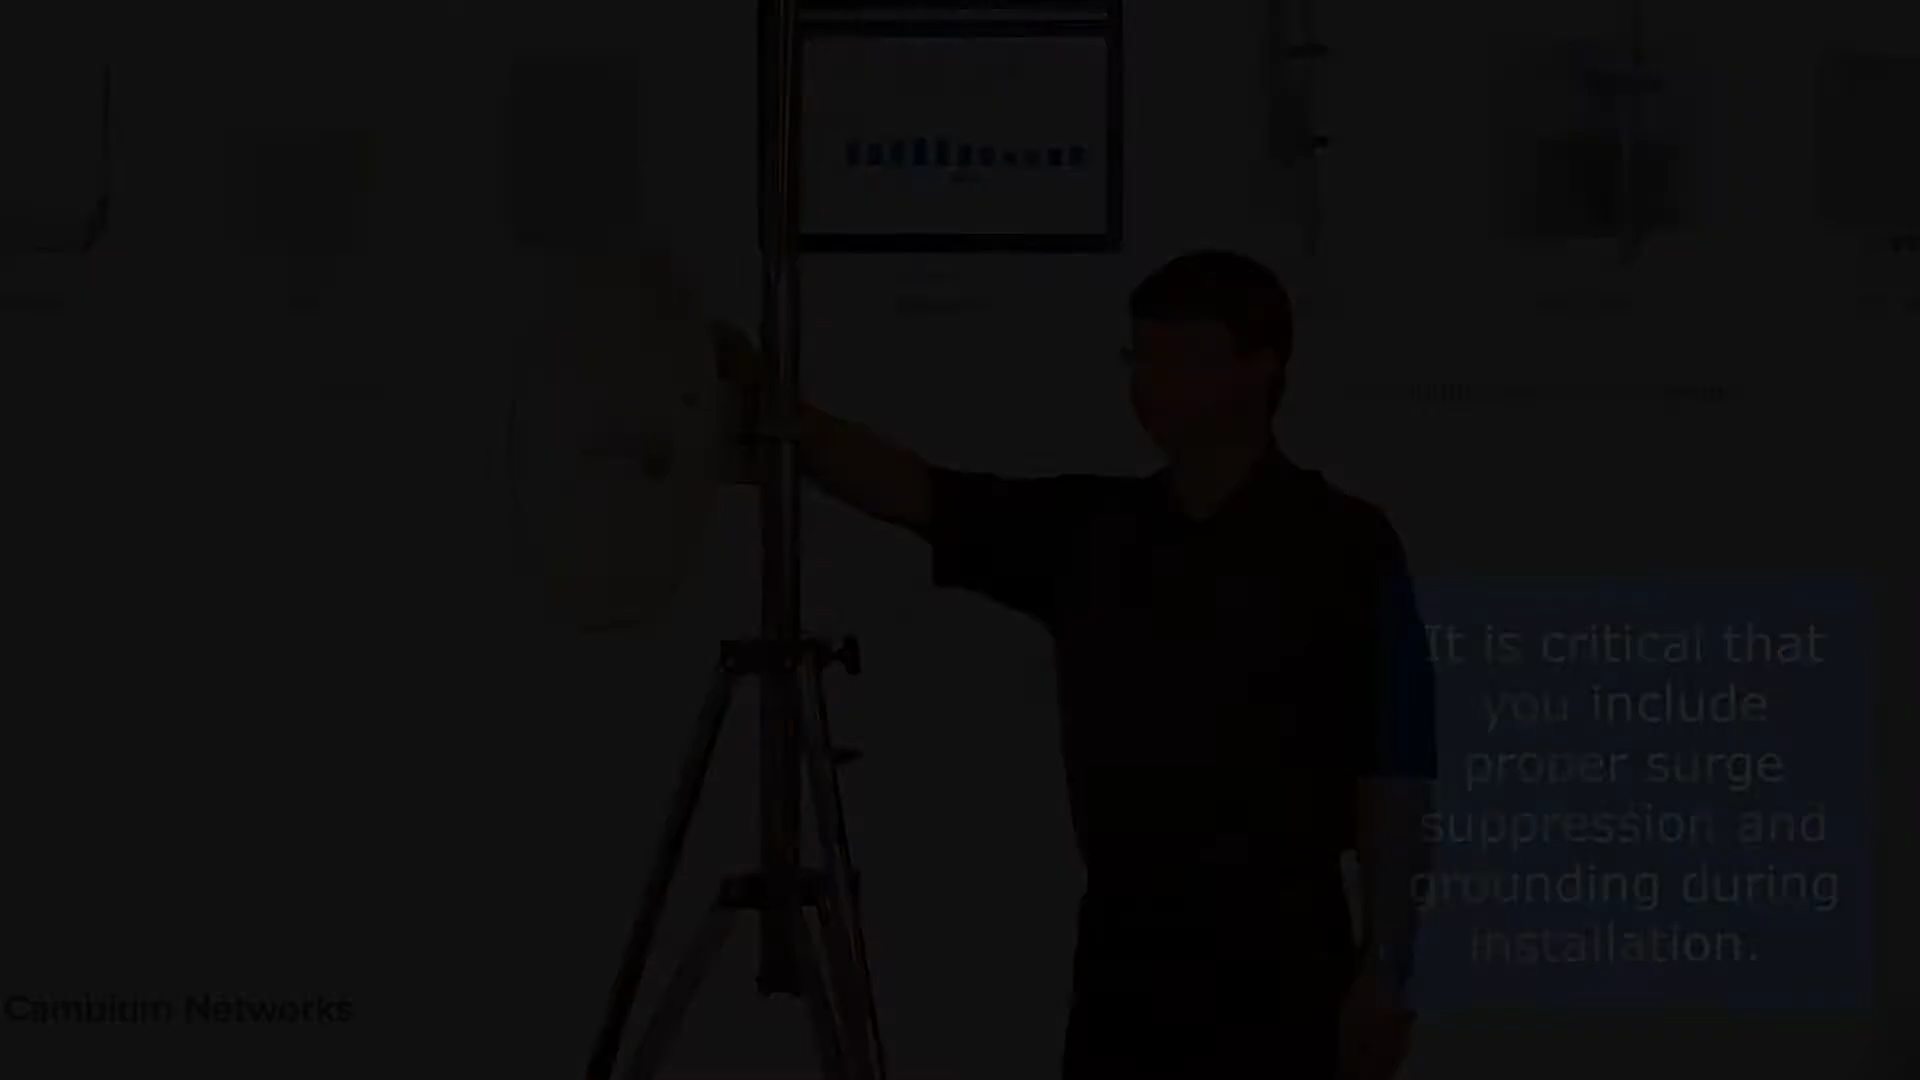 It is critical that
you include
proper surge
suppression and
grounding during
installation.
Cambium Networks